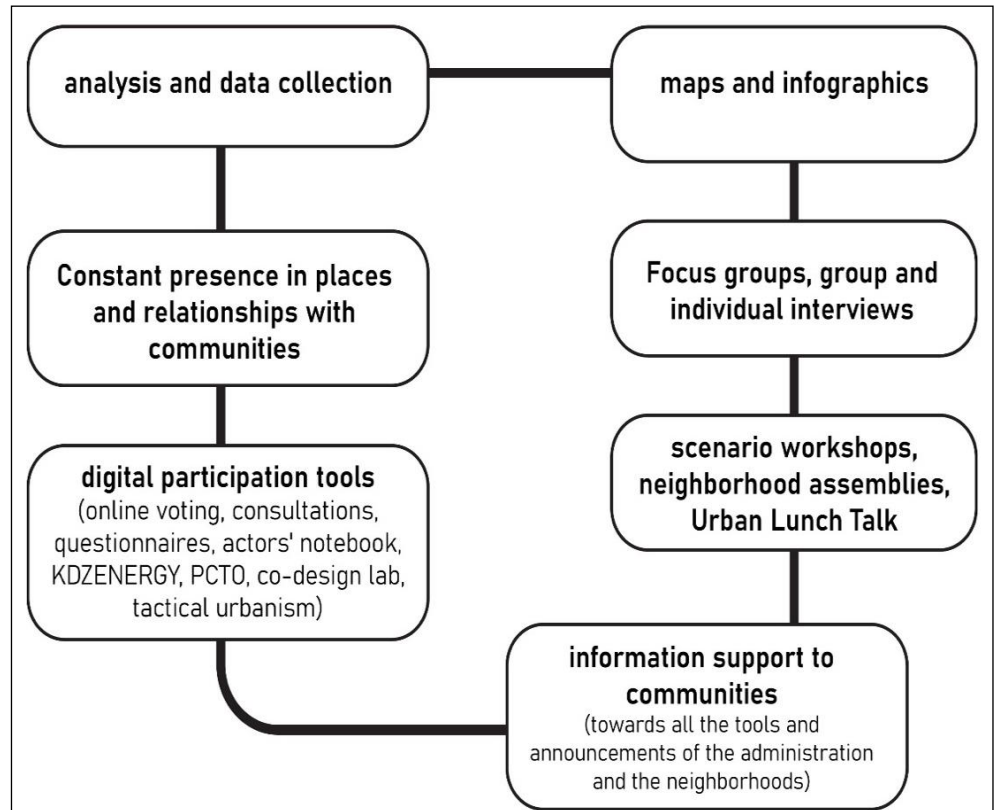 analysis and data collection
maps and infographics
Constant presence in places
and relationships with
communities
Focus groups, group and
individual interviews
digital participation tools
(online voting, consultations,
questionnaires, actors' notebook,
KDZENERGY, PCTO, co-design lab,
tactical urbanism)
scenario workshops,
neighborhood assemblies,
Urban Lunch Talk
information support to
communities
(towards all the tools and
announcements of the administration
and the neighborhoods)